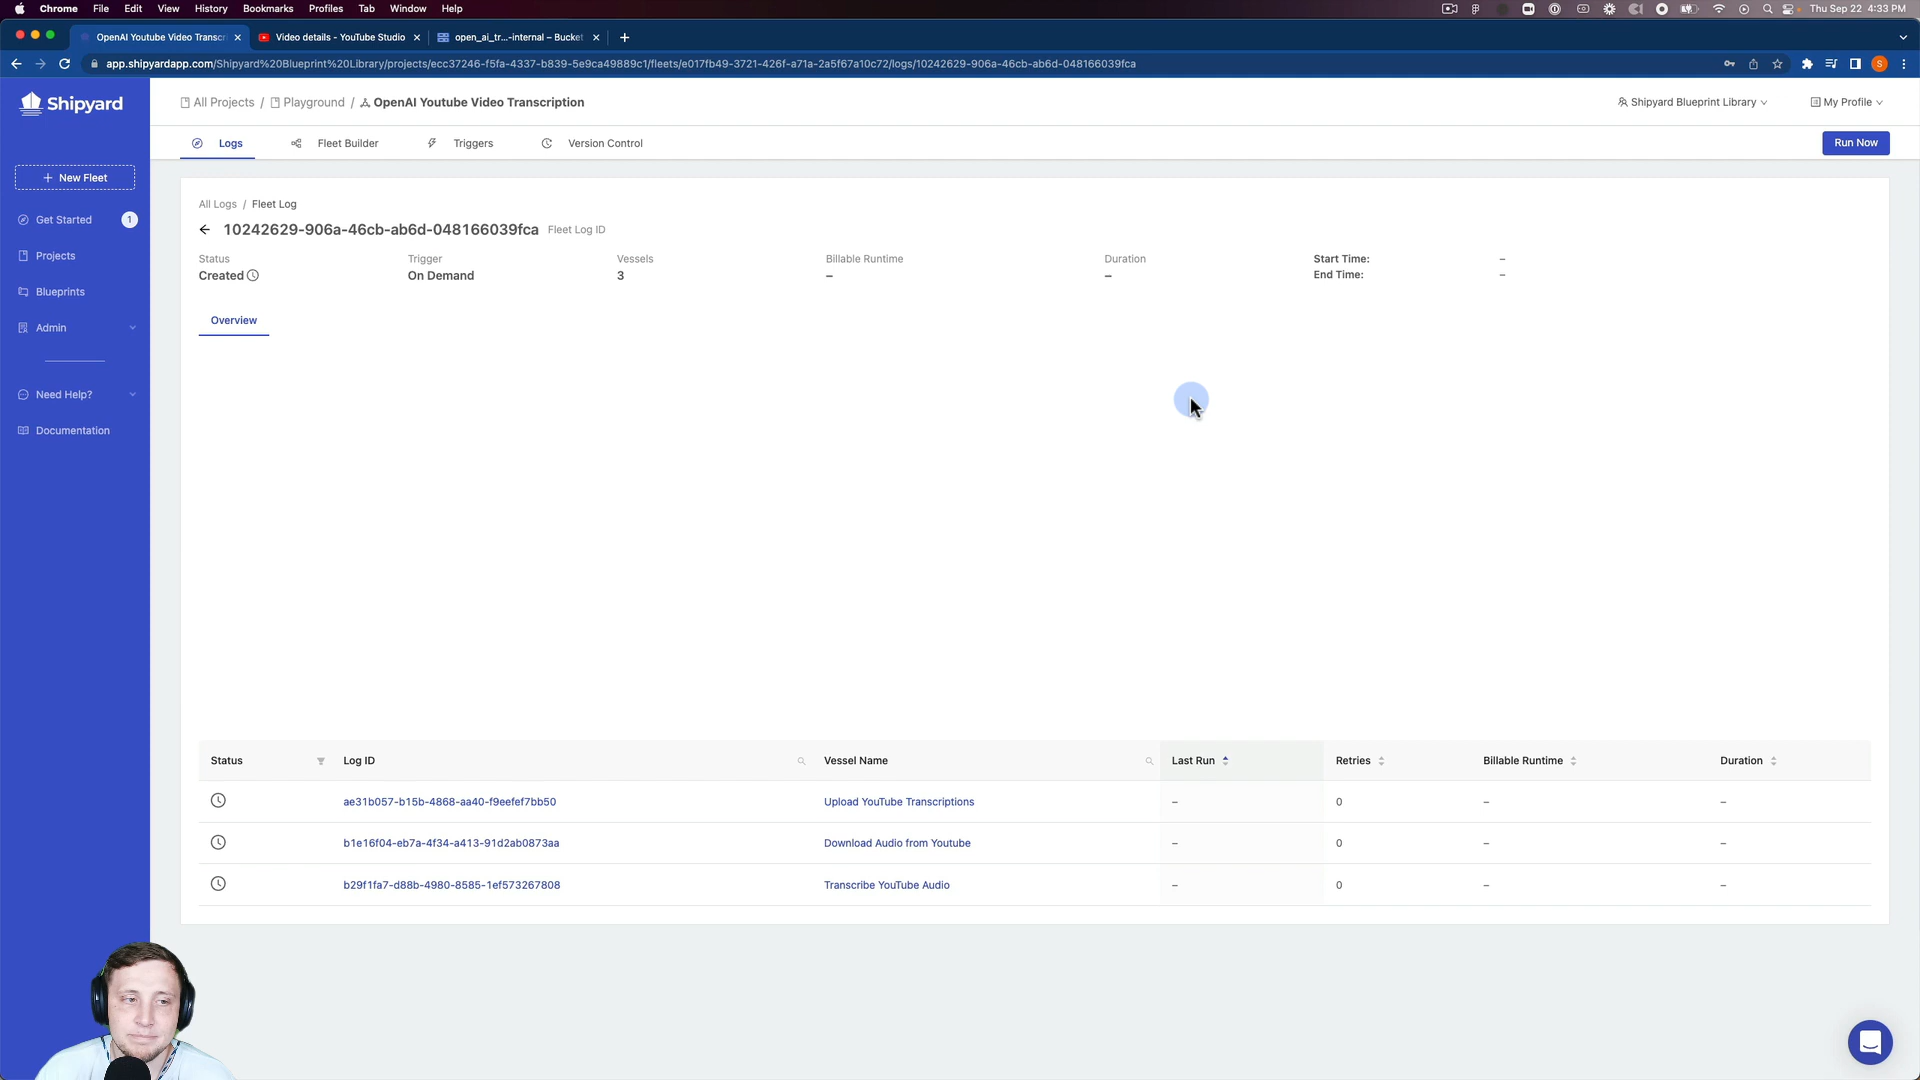 Chrome File Edit View History Bookmarks Profiles Tab Window Help
Thu Sep 22 4:33 PM
OpenAI Youtube Video Transcri
Video details - YouTube Studio
open_ai_tr...-internal – Bucket
app.shipyardapp.com/Shipyard%20Blueprint%20Library/projects/ecc37246-f5fa-4337-b839-5e9ca49889c1/fleets/e017fb49-3721-426f-a71a-2a5f67a10c72/logs/10242629-906a-46cb-ab6d-048166039fca
S
Shipyard
All Projects / Playground / OpenAI Youtube Video Transcription
Shipyard Blueprint Library
My Profile
Logs
Fleet Builder
Triggers
Version Control
Run Now
+ New Fleet
Get Started 1
Projects
Blueprints
Admin
Need Help?
Documentation
All Logs / Fleet Log
10242629-906a-46cb-ab6d-048166039fca Fleet Log ID
Status Trigger Vessels Billable Runtime Duration Start Time: –
Created On Demand 3 – – End Time: –
Overview
Status Log ID Vessel Name Last Run Retries Billable Runtime Duration
ae31b057-b15b-4868-aa40-f9eefef7bb50 Upload YouTube Transcriptions – 0 – –
b1e16f04-eb7a-4f34-a413-91d2ab0873aa Download Audio from Youtube – 0 – –
b29f1fa7-d88b-4980-8585-1ef573267808 Transcribe YouTube Audio – 0 – –